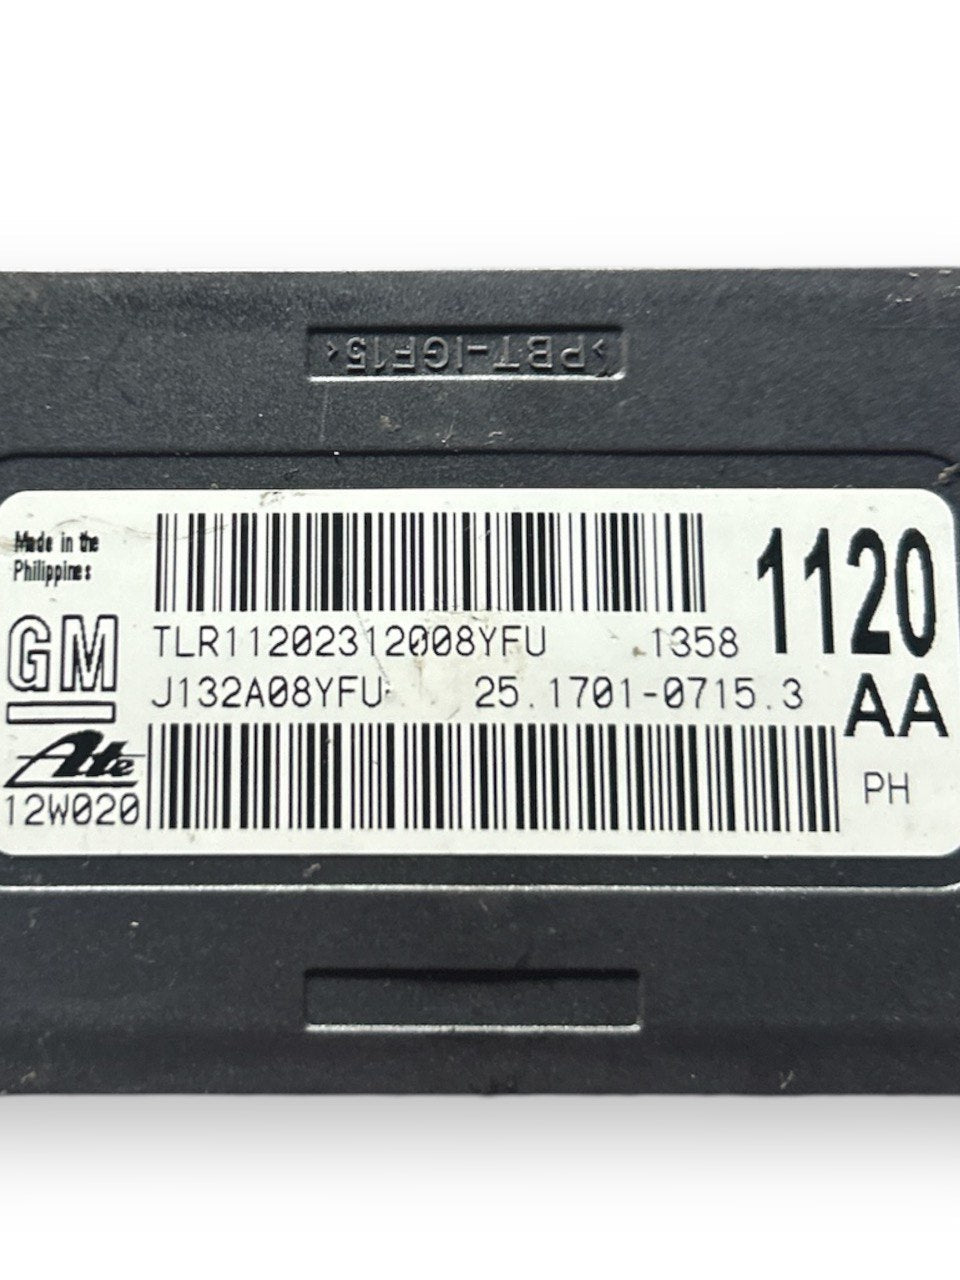 >PBT-IGF15<
Made in the
Philippines
GM
TLR11202312008YFU 1358
1120
J132A08YFU 25.1701-0715.3
AA
Ate
12W020
PH